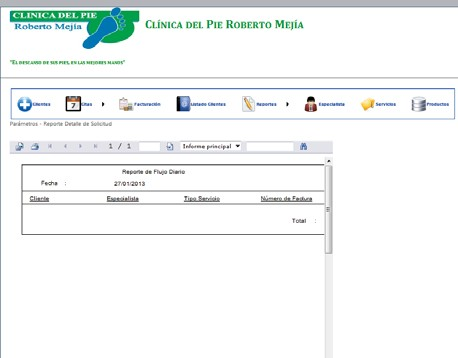 CLINICA DEL PIE
Roberto Mejia
CLÍNICA DEL PIE ROBERTO MEJÍA
"EL DESCANSO DE SUS PIES, EN LAS MEJORES MANOS"
Clientes Citas Facturación Listado Clientes Reportes Especialista Servicios Productos
Parámetros - Reporte Detalle de Solicitud
1 / 1 Informe principal
Reporte de Flujo Diario
Fecha : 27/01/2013
Cliente Especialista Tipo Servicio Número de Factura
Total :